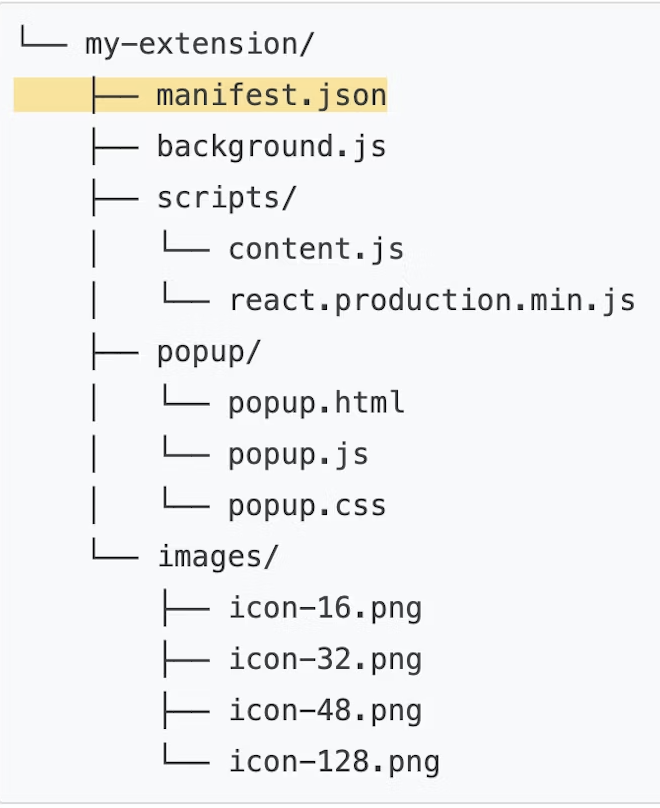 └── my-extension/
    ├── manifest.json
    ├── background.js
    ├── scripts/
    │   └── content.js
    │   └── react.production.min.js
    ├── popup/
    │   └── popup.html
    │   └── popup.js
    │   └── popup.css
    └── images/
        ├── icon-16.png
        ├── icon-32.png
        ├── icon-48.png
        └── icon-128.png